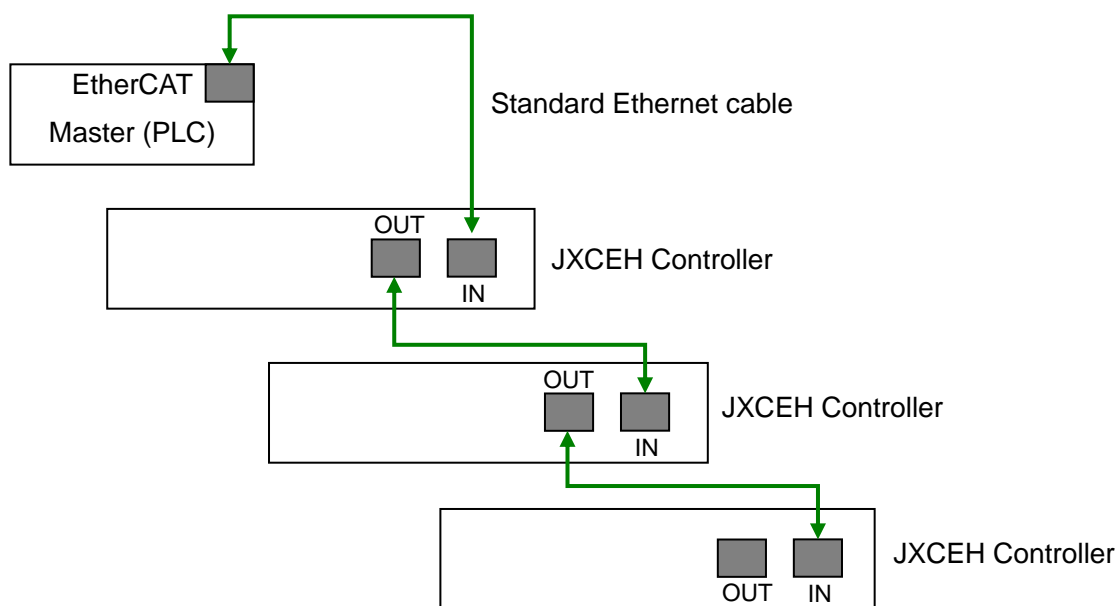 EtherCAT
Master (PLC)
Standard Ethernet cable
OUT
IN
JXCEH Controller
OUT
IN
JXCEH Controller
OUT
IN
JXCEH Controller